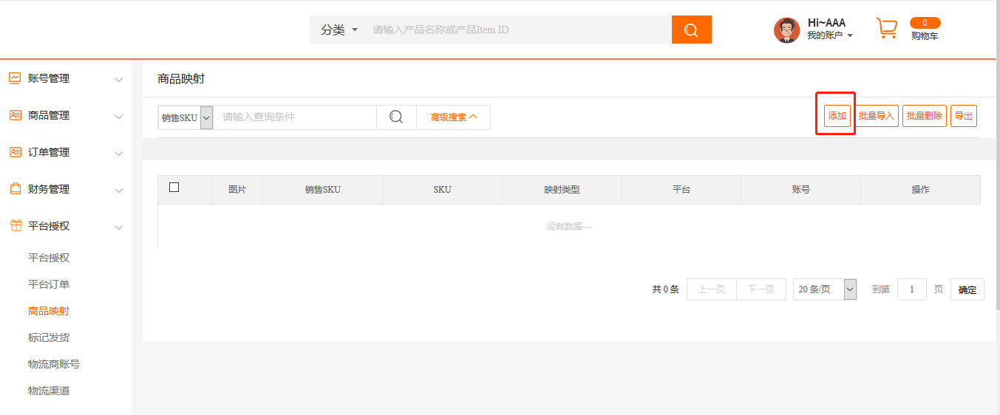 分类 请输入产品名称或产品Item ID
Hi~AAA
我的账户
0
购物车
账号管理
商品管理
订单管理
财务管理
平台授权
平台授权
平台订单
商品映射
标记发货
物流商账号
物流渠道
商品映射
销售SKU 请输入查询条件 高级搜索 添加 批量导入 批量删除 导出
图片 销售SKU SKU 映射类型 平台 账号 操作
没有数据~~
共 0 条 上一页 下一页 20 条/页 到第 1 页 确定